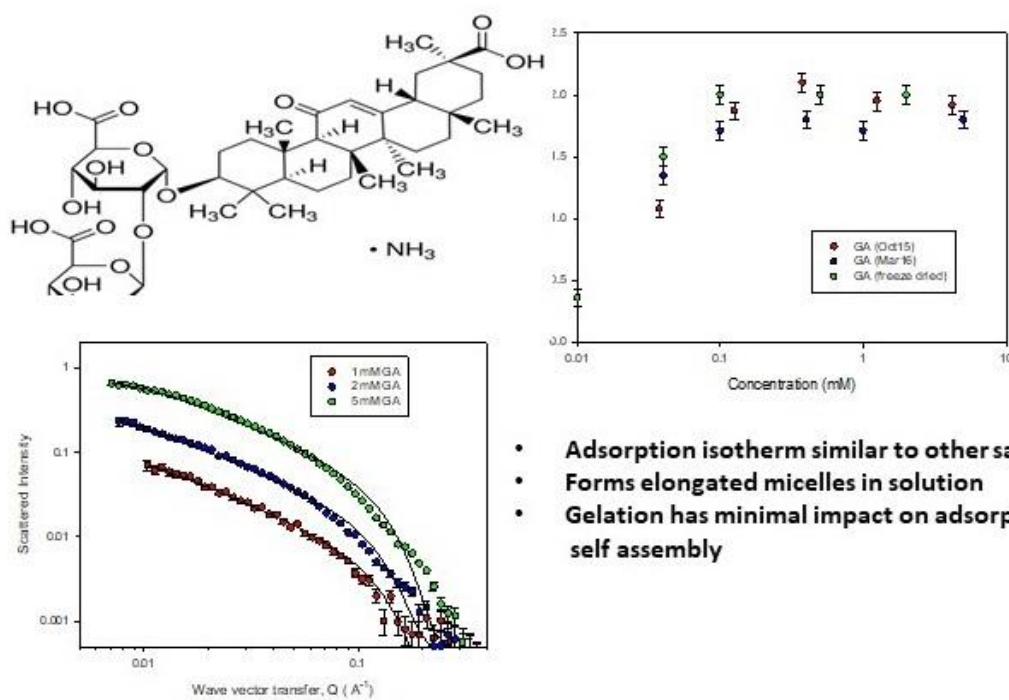 CH₃
O
OH
H₃C
H
O
H
CH₃
HO
O
CH₃
H
CH₃
CH₃
HO
O
O
H
H₃C
CH₃
OH
O
HO
O
O
OH
• NH₃
2.5
2.0
1.5
1.0
0.5
0.0
0.01
0.1
1
10
Concentration (mM)
GA (Oct15)
GA (Mar16)
GA (freeze dried)
1
0.1
0.01
0.001
Scattered Intensity
1mMGA
2mMGA
5mMGA
0.01
0.1
Wave vector transfer, Q ( A⁻¹)
• Adsorption isotherm similar to other sa
• Forms elongated micelles in solution
• Gelation has minimal impact on adsorp
self assembly